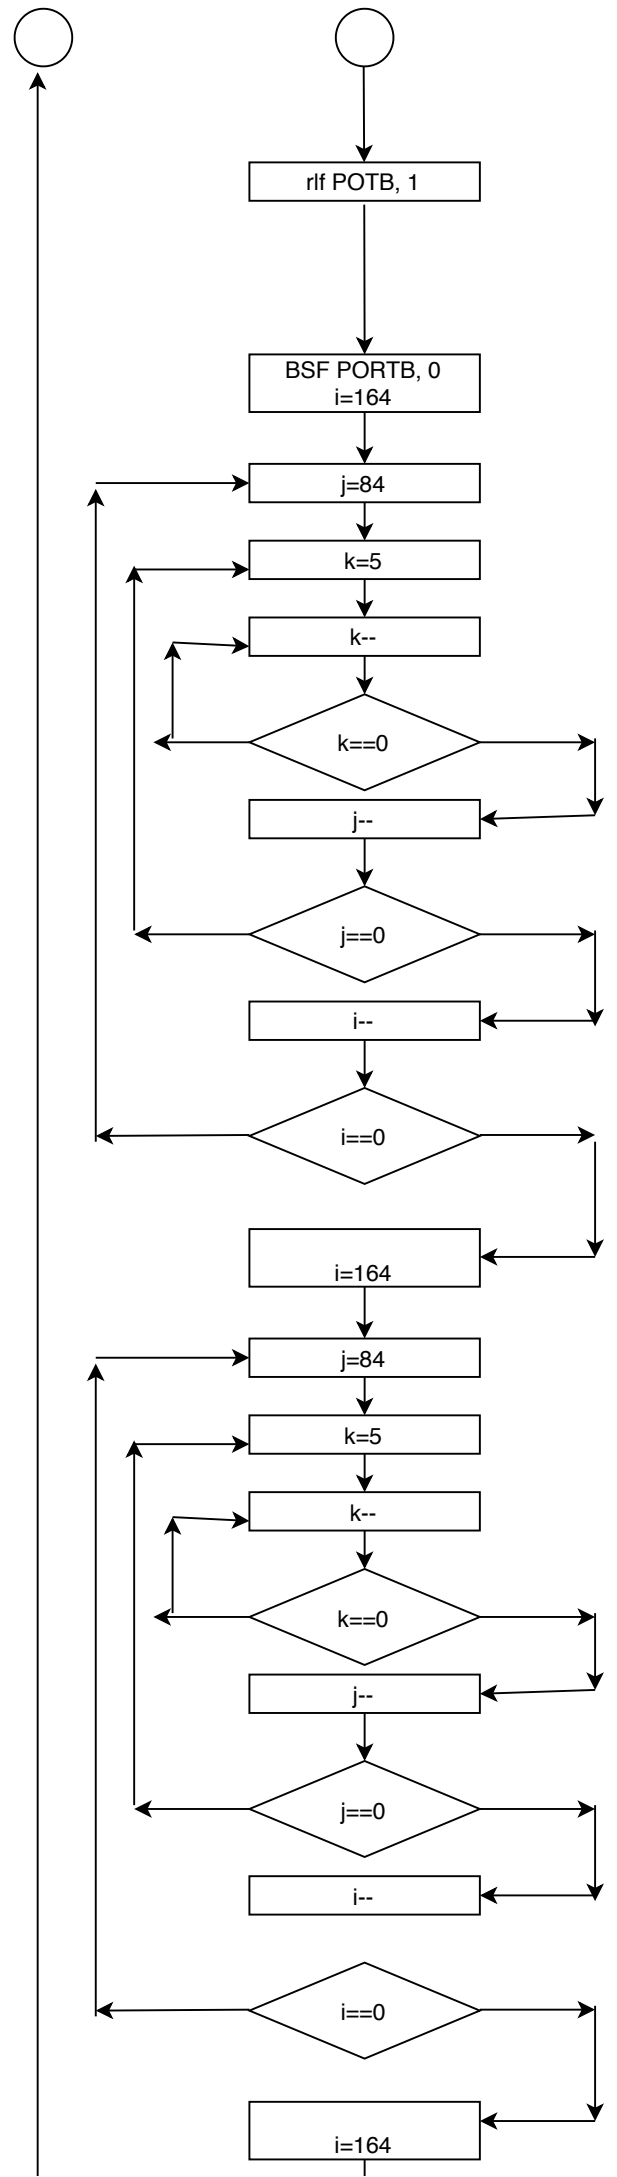 rlf POTB, 1
BSF PORTB, 0
i=164
j=84
k=5
k--
k==0
j--
j==0
i--
i==0
i=164
j=84
k=5
k--
k==0
j--
j==0
i--
i==0
i=164